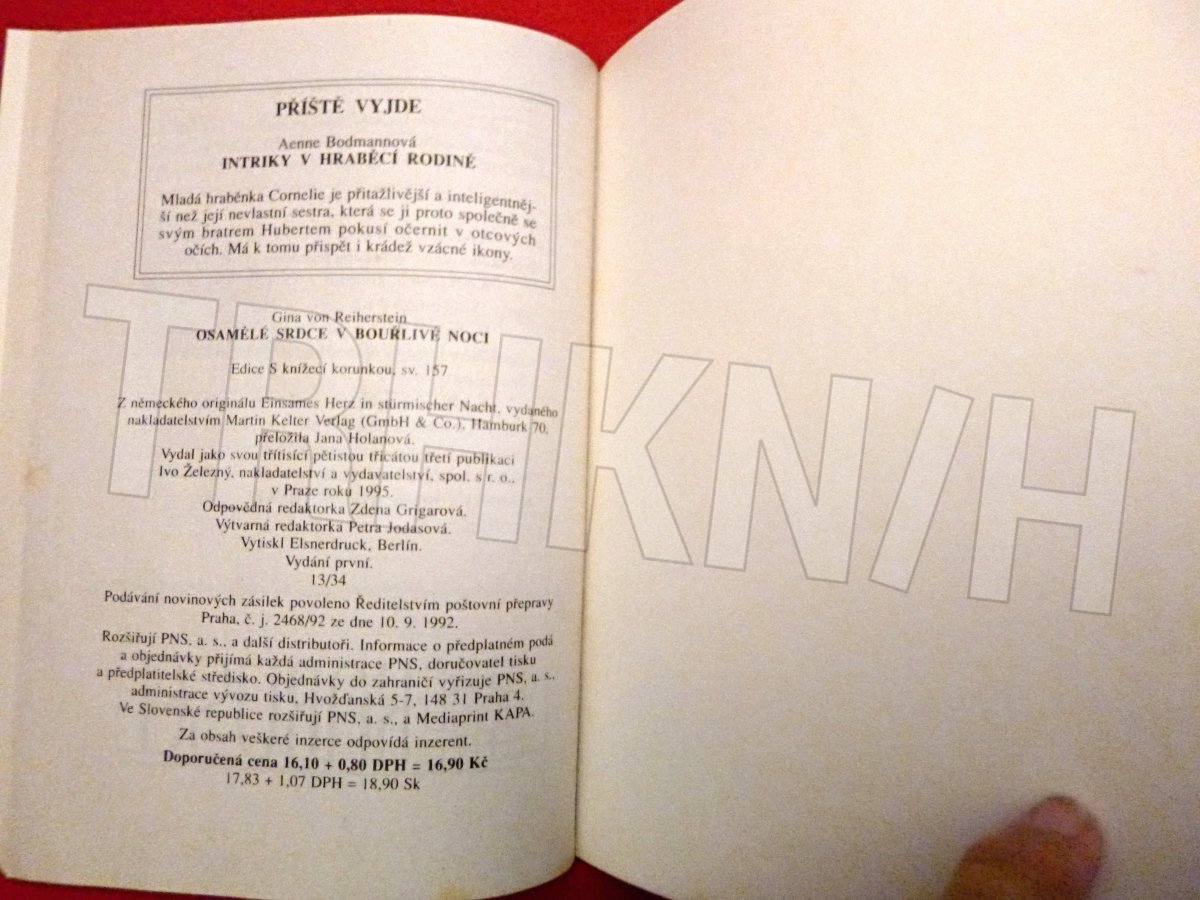 PŘÍŠTĚ VYJDE
Aenne Bodmannová
INTRIKY V HRABĚCÍ RODINĚ
Mladá hraběnka Cornelie je přitažlivější a inteligentněj-
ší než její nevlastní sestra, která se ji proto společně se
svým bratrem Hubertem pokusí očernit v otcových
očích. Má k tomu přispět i krádež vzácné ikony.
Gina von Reiherstein
OSAMĚLÉ SRDCE V BOUŘLIVÉ NOCI
Edice S knížecí korunkou, sv. 157
Z německého originálu Einsames Herz in stürmischer Nacht, vydaného
nakladatelstvím Martin Kelter Verlag (GmbH & Co.), Hamburk 70,
přeložila Jana Holanová.
Vydal jako svou třítisící pětistou třicátou třetí publikaci
Ivo Železný, nakladatelství a vydavatelství, spol. s r. o.,
v Praze roku 1995.
Odpovědná redaktorka Zdena Grigarová.
Výtvarná redaktorka Petra Jodasová.
Vytiskl Elsnerdruck, Berlín.
Vydání první.
13/34
Podávání novinových zásilek povoleno Ředitelstvím poštovní přepravy
Praha, č. j. 2468/92 ze dne 10. 9. 1992.
Rozšiřují PNS, a. s., a další distributoři. Informace o předplatném podá
a objednávky přijímá každá administrace PNS, doručovatel tisku
a předplatitelské středisko. Objednávky do zahraničí vyřizuje PNS, a. s.,
administrace vývozu tisku, Hvožďanská 5-7, 148 31 Praha 4.
Ve Slovenské republice rozšiřují PNS, a. s., a Mediaprint KAPA.
Za obsah veškeré inzerce odpovídá inzerent.
Doporučená cena 16,10 + 0,80 DPH = 16,90 Kč
17,83 + 1,07 DPH = 18,90 Sk
TRHKN/H